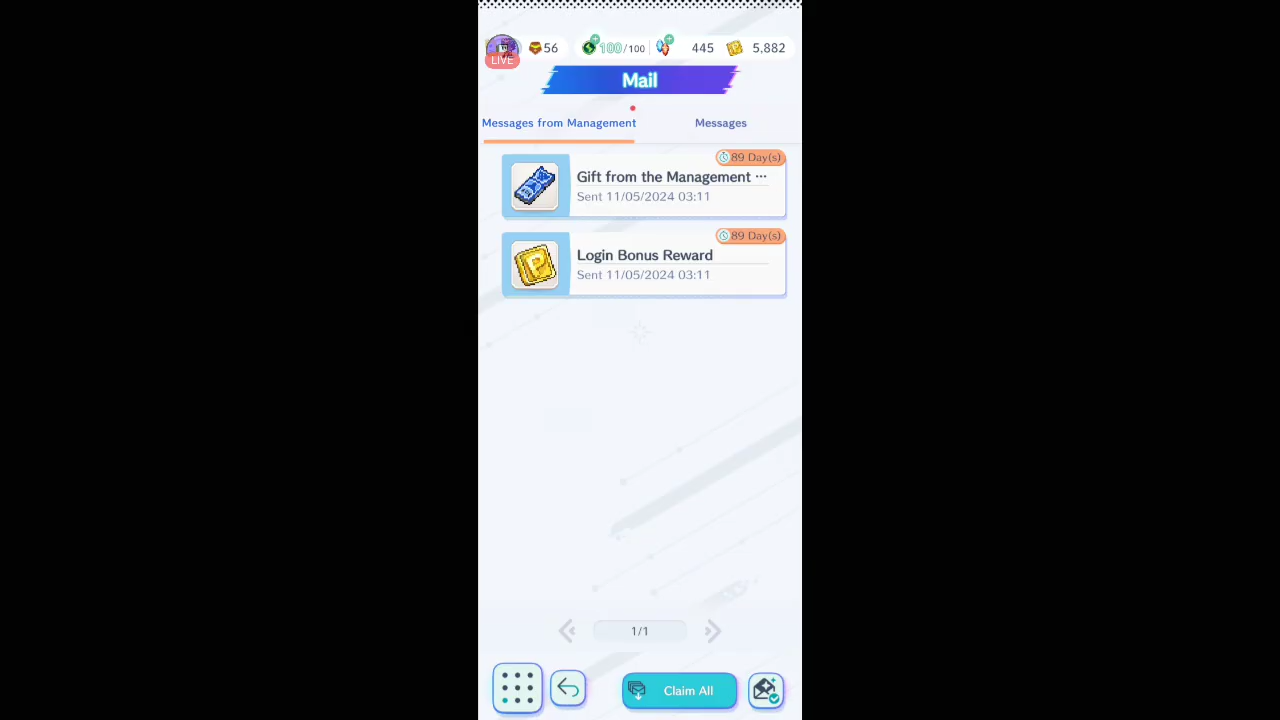 LIVE
56
100/100
445
5,882
Mail
Messages from Management
Messages
89 Day(s)
Gift from the Management ···
Sent 11/05/2024 03:11
89 Day(s)
Login Bonus Reward
Sent 11/05/2024 03:11
1/1
Claim All